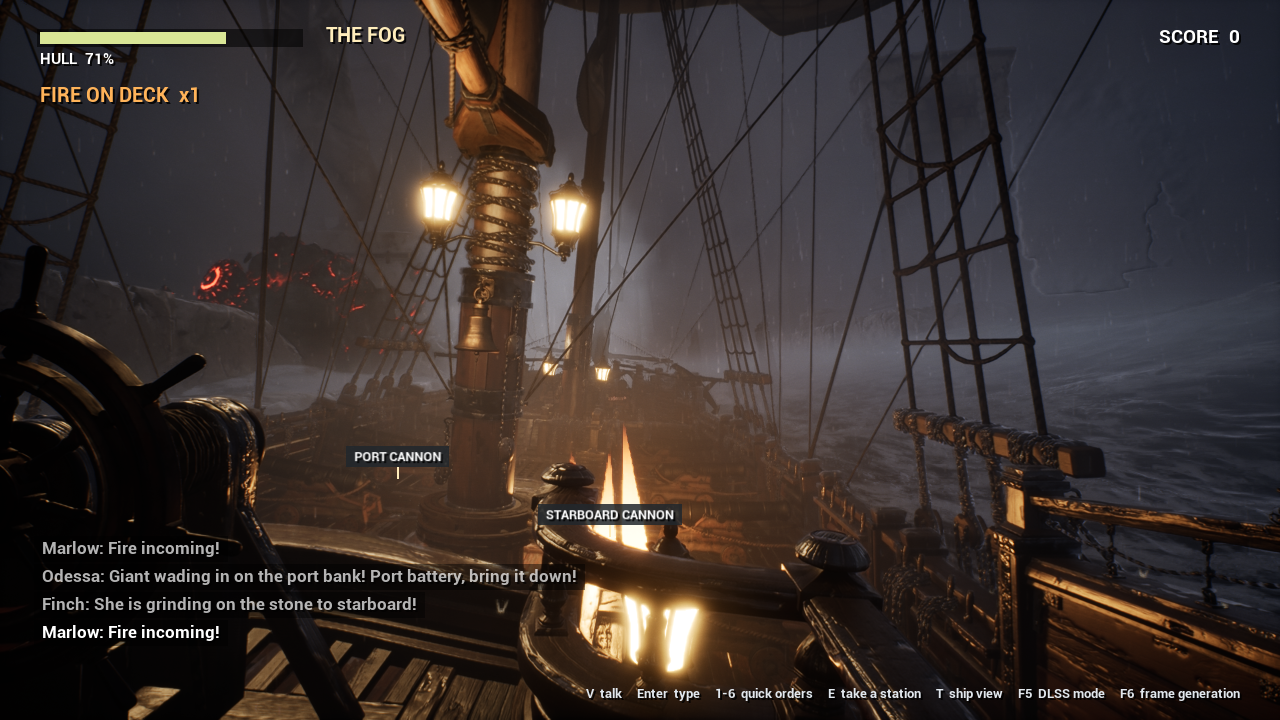 THE FOG
SCORE 0
HULL 71%
FIRE ON DECK x1
PORT CANNON
STARBOARD CANNON
Marlow: Fire incoming!
Odessa: Giant wading in on the port bank! Port battery, bring it down!
Finch: She is grinding on the stone to starboard!
Marlow: Fire incoming!
V talk Enter type 1-6 quick orders E take a station T ship view F5 DLSS mode F6 frame generation